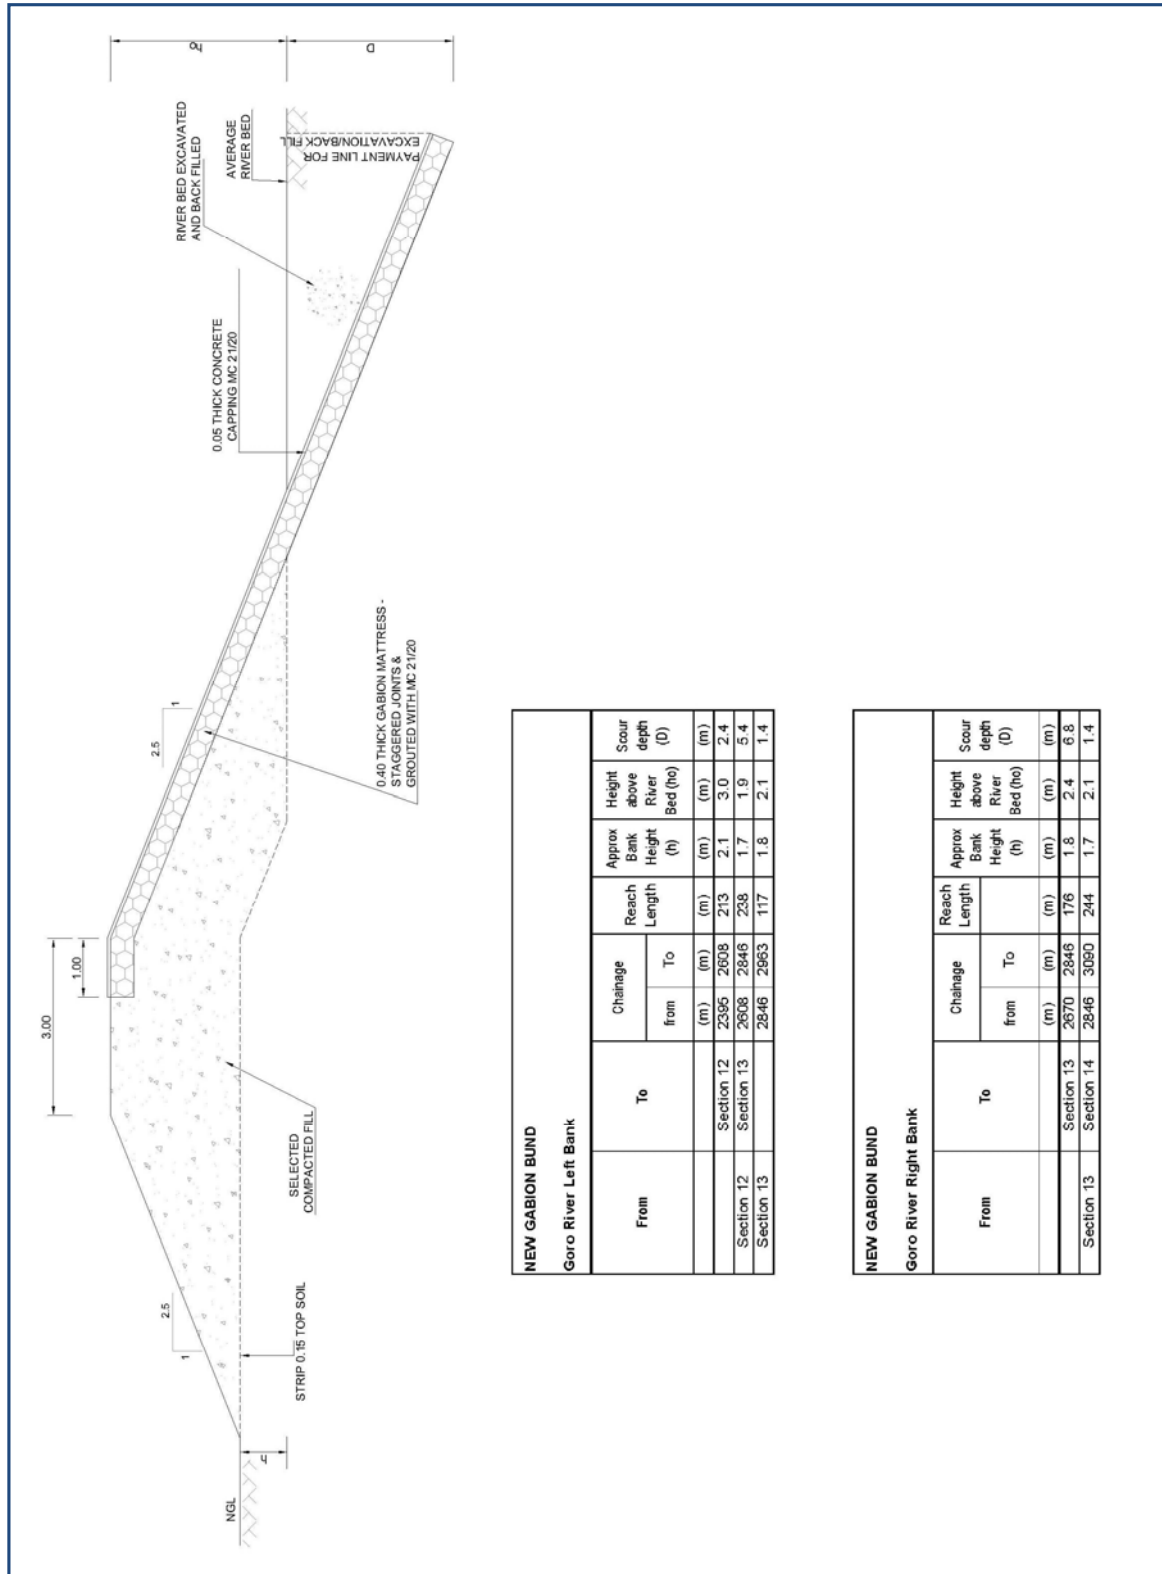 3.00
1.00
hₒ
D
RIVER BED EXCAVATED
AND BACK FILLED
AVERAGE
RIVER BED
PAYMENT LINE FOR
EXCAVATION/BACK FILL
0.05 THICK CONCRETE
CAPPING MC 21/20
2.5
1
0.40 THICK GABION MATTRESS -
STAGGERED JOINTS &
GROUTED WITH MC 21/20
SELECTED
COMPACTED FILL
2.5
1
STRIP 0.15 TOP SOIL
h
NGL
NEW GABION BUND
Goro River Left Bank
From To Chainage Reach Length Approx Bank Height (h) Height above River Bed (ho) Scour depth (D)
from To
(m) (m) (m) (m) (m) (m)
Section 12 2395 2608 213 2.1 3.0 2.4
Section 12 Section 13 2608 2846 238 1.7 1.9 5.4
Section 13 2846 2963 117 1.8 2.1 1.4
NEW GABION BUND
Goro River Right Bank
From To Chainage Reach Length Approx Bank Height (h) Height above River Bed (ho) Scour depth (D)
from To
(m) (m) (m) (m) (m) (m)
Section 13 2670 2846 176 1.8 2.4 6.8
Section 13 Section 14 2846 3090 244 1.7 2.1 1.4